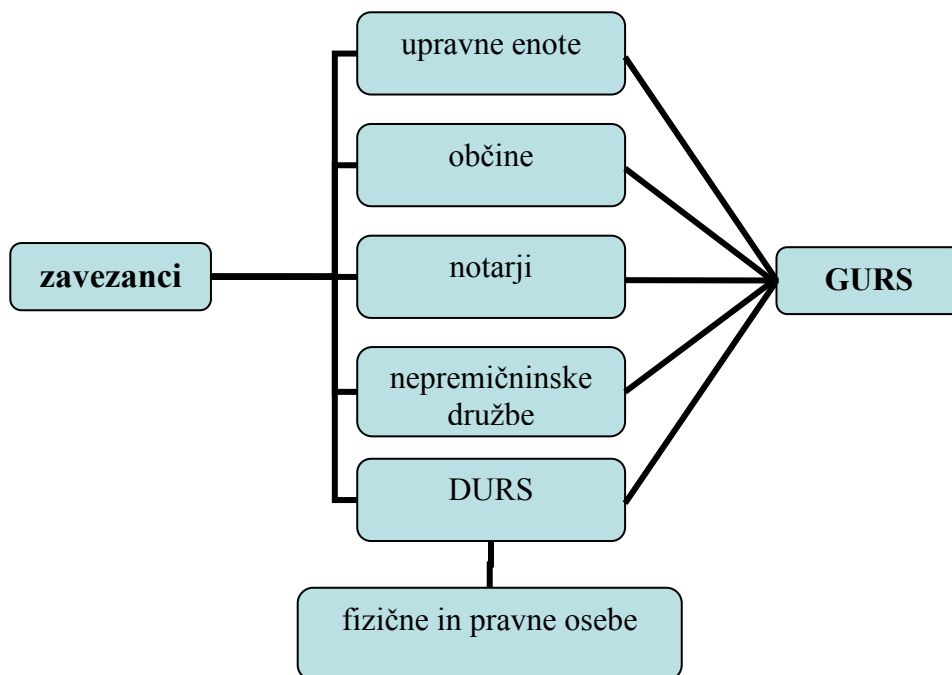 upravne enote
občine
zavezanci
notarji
GURS
nepremičninske
družbe
DURS
fizične in pravne osebe